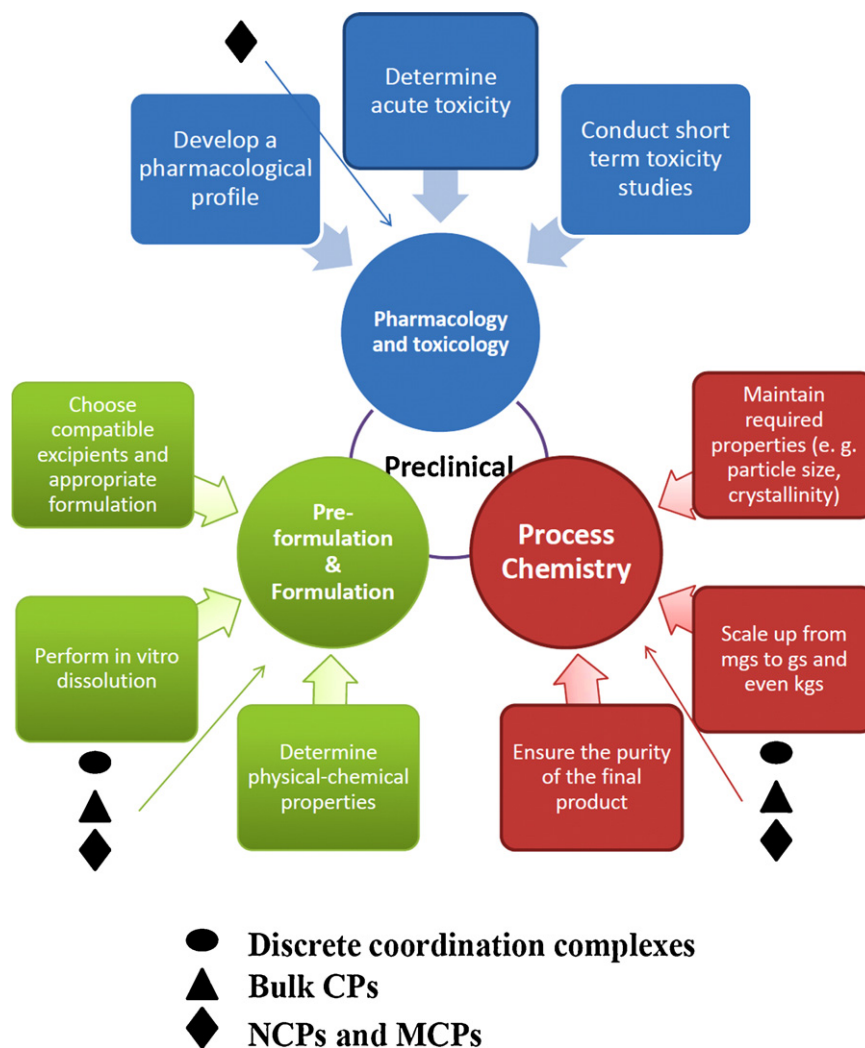 Determine
acute toxicity
Develop a
pharmacological
profile
Conduct short
term toxicity
studies
Pharmacology
and toxicology
Choose
compatible
excipients and
appropriate
formulation
Maintain
required
properties (e. g.
particle size,
crystallinity)
Preclinical
Pre-
formulation
&
Formulation
Process
Chemistry
Perform in vitro
dissolution
Scale up from
mgs to gs and
even kgs
Determine
physical-chemical
properties
Ensure the purity
of the final
product
Discrete coordination complexes
Bulk CPs
NCPs and MCPs